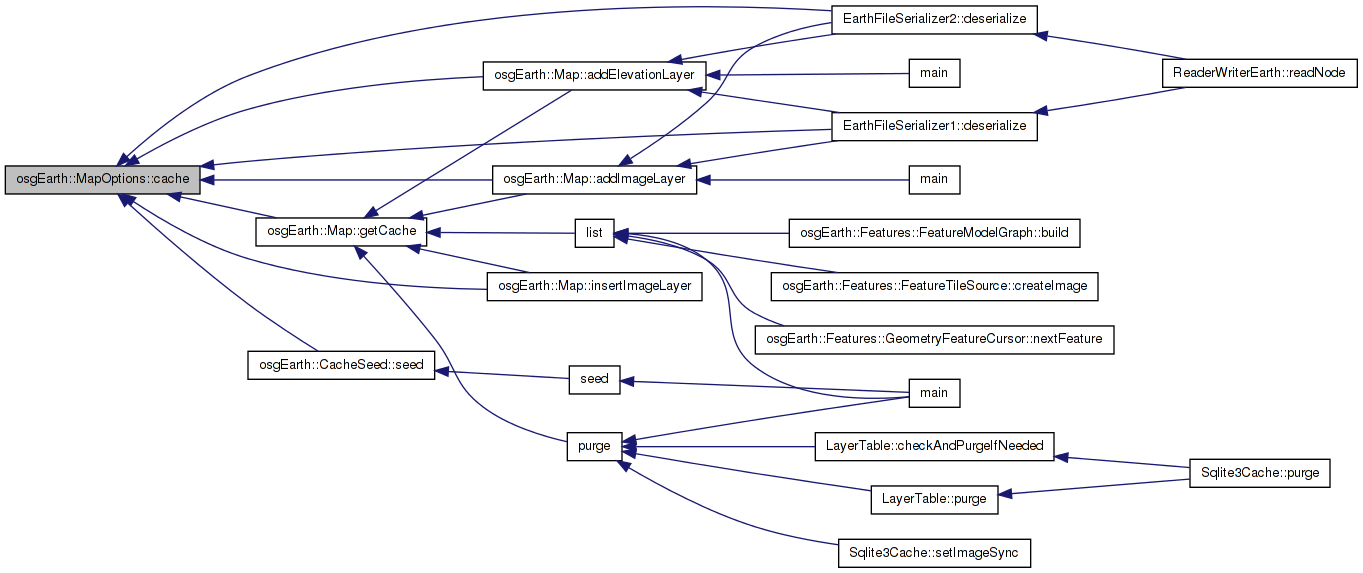 EarthFileSerializer2::deserialize
osgEarth::Map::addElevationLayer
main
ReaderWriterEarth::readNode
EarthFileSerializer1::deserialize
osgEarth::MapOptions::cache
osgEarth::Map::addImageLayer
main
osgEarth::Map::getCache
list
osgEarth::Features::FeatureModelGraph::build
osgEarth::Map::insertImageLayer
osgEarth::Features::FeatureTileSource::createImage
osgEarth::Features::GeometryFeatureCursor::nextFeature
osgEarth::CacheSeed::seed
seed
main
purge
LayerTable::checkAndPurgeIfNeeded
Sqlite3Cache::purge
LayerTable::purge
Sqlite3Cache::setImageSync